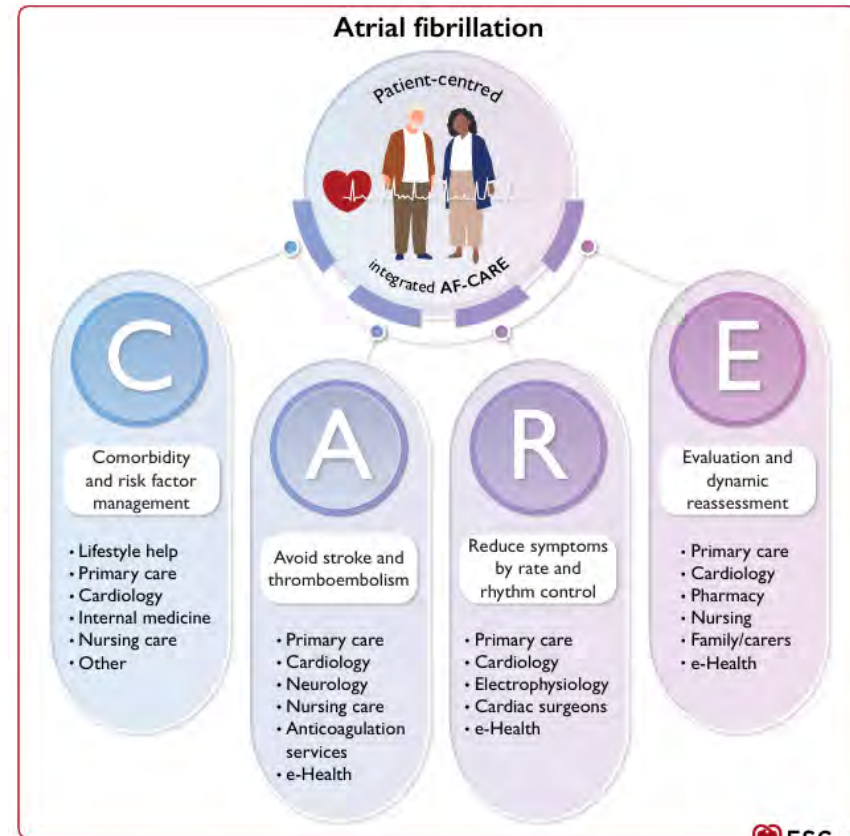 Atrial fibrillation
Patient-centred
integrated AF-CARE
C
Comorbidity
and risk factor
management
• Lifestyle help
• Primary care
• Cardiology
• Internal medicine
• Nursing care
• Other
A
Avoid stroke and
thromboembolism
• Primary care
• Cardiology
• Neurology
• Nursing care
• Anticoagulation
services
• e-Health
R
Reduce symptoms
by rate and
rhythm control
• Primary care
• Cardiology
• Electrophysiology
• Cardiac surgeons
• e-Health
E
Evaluation and
dynamic
reassessment
• Primary care
• Cardiology
• Pharmacy
• Nursing
• Family/carers
• e-Health
ESC